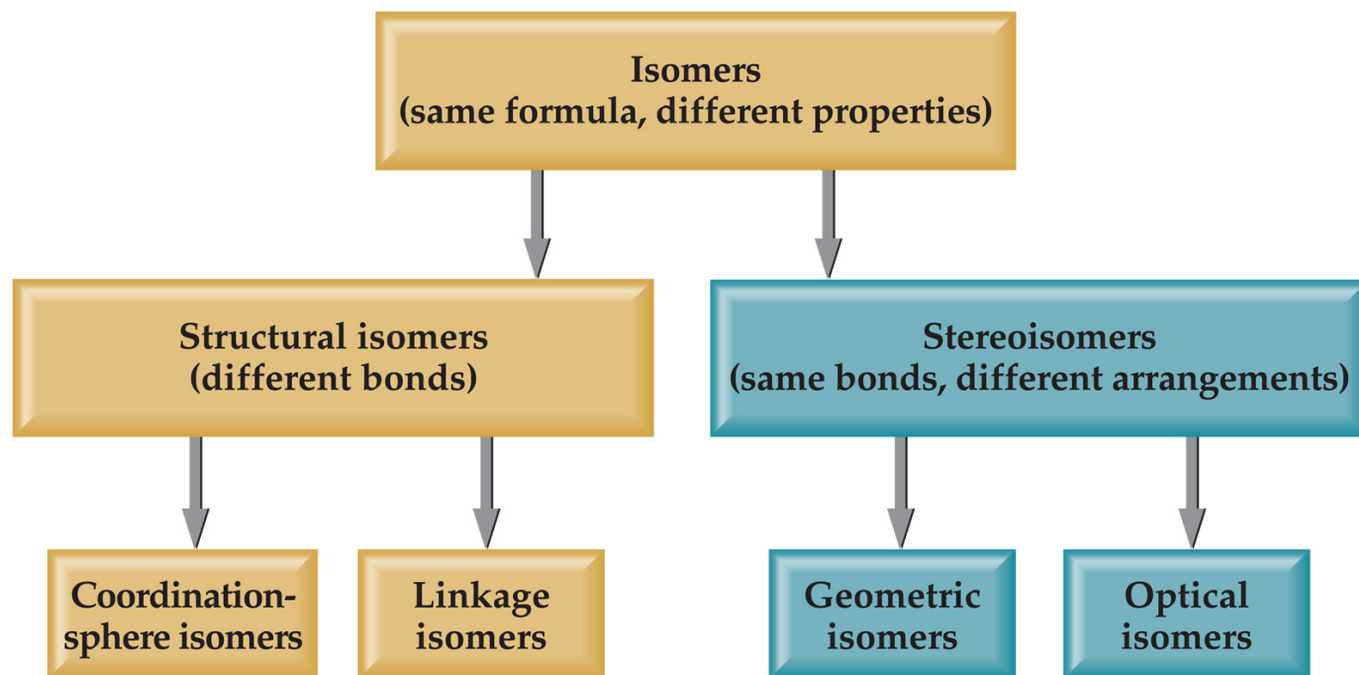 Isomers
(same formula, different properties)
Structural isomers
(different bonds)
Stereoisomers
(same bonds, different arrangements)
Coordination-
sphere isomers
Linkage
isomers
Geometric
isomers
Optical
isomers